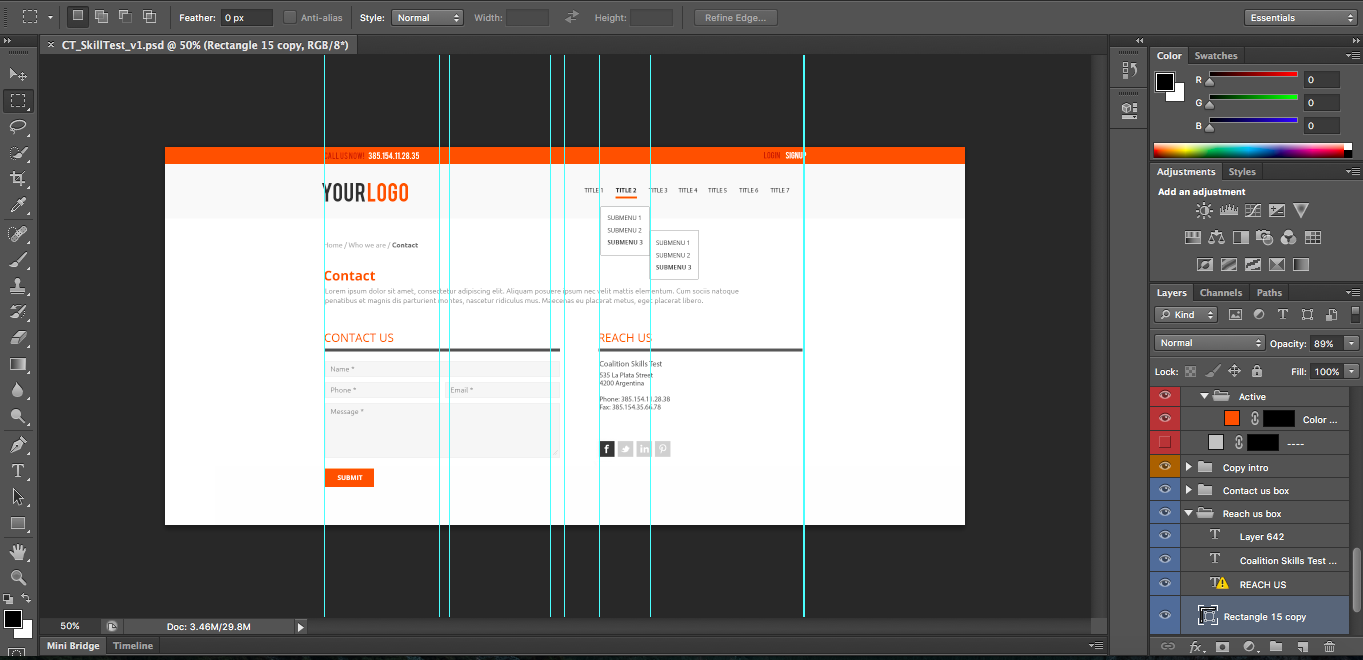 Feather: 0 px Anti-alias Style: Normal Width: Height: Refine Edge... Essentials
× CT_SkillTest_v1.psd @ 50% (Rectangle 15 copy, RGB/8*)
CALL US NOW! 385.154.11.28.35
LOGIN SIGNUP
YOURLOGO
TITLE 1 TITLE 2 TITLE 3 TITLE 4 TITLE 5 TITLE 6 TITLE 7
SUBMENU 1
SUBMENU 2
SUBMENU 3
SUBMENU 1
SUBMENU 2
SUBMENU 3
Home / Who we are / Contact
Contact
Lorem ipsum dolor sit amet, consectetur adipiscing elit. Aliquam posuere ipsum nec velit mattis elementum. Cum sociis natoque
penatibus et magnis dis parturient montes, nascetur ridiculus mus. Maecenas eu placerat metus, eget placerat libero.
CONTACT US
Name *
Phone * Email *
Message *
SUBMIT
REACH US
Coalition Skills Test
535 La Plata Street
4200 Argentina
Phone: 385.154.11.28.38
Fax: 385.154.35.66.78
f in
50% Doc: 3.46M/29.8M
Mini Bridge Timeline
Color Swatches
R 0
G 0
B 0
Adjustments Styles
Add an adjustment
Layers Channels Paths
Kind T
Normal Opacity: 89%
Lock: Fill: 100%
Active
Color ...
----
Copy intro
Contact us box
Reach us box
T Layer 642
T Coalition Skills Test ...
T REACH US
Rectangle 15 copy
fx